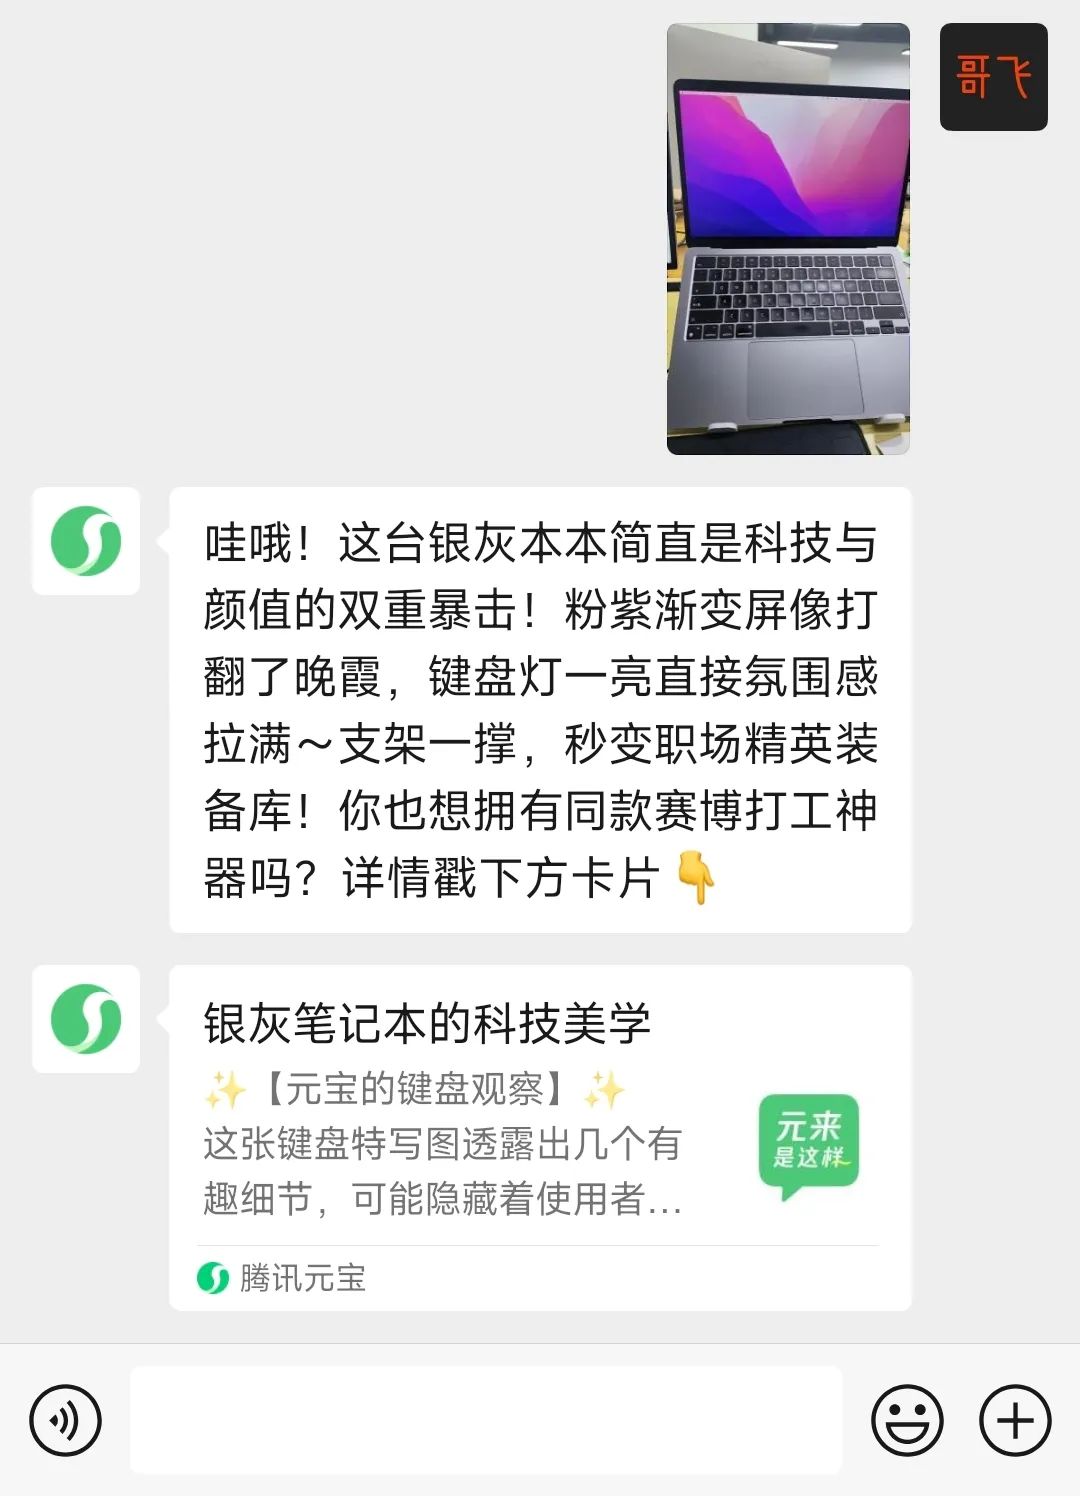 哥飞
哇哦！这台银灰本本简直是科技与
颜值的双重暴击！粉紫渐变屏像打
翻了晚霞，键盘灯一亮直接氛围感
拉满～支架一撑，秒变职场精英装
备库！你也想拥有同款赛博打工神
器吗？详情戳下方卡片👇
银灰笔记本的科技美学
✨【元宝的键盘观察】✨
这张键盘特写图透露出几个有
趣细节，可能隐藏着使用者...
元来
是这样
腾讯元宝